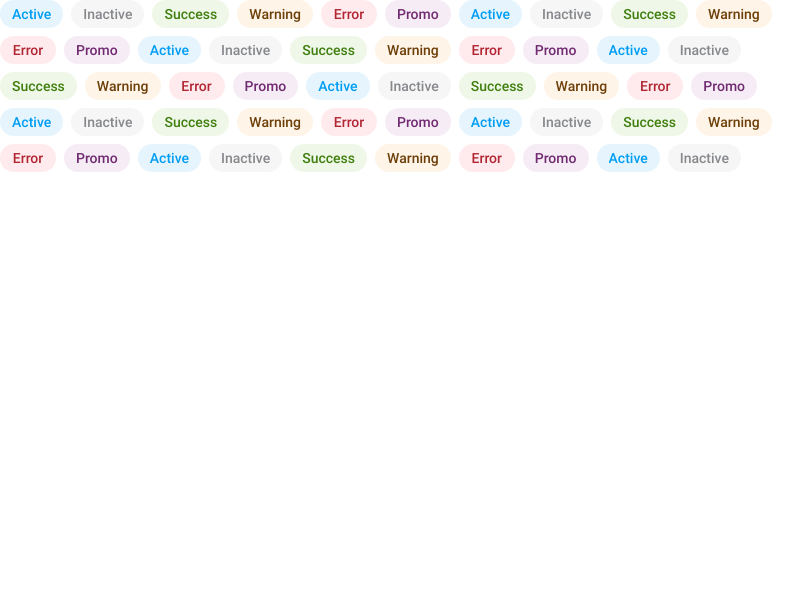 Active Inactive Success Warning Error Promo Active Inactive Success Warning
Error Promo Active Inactive Success Warning Error Promo Active Inactive
Success Warning Error Promo Active Inactive Success Warning Error Promo
Active Inactive Success Warning Error Promo Active Inactive Success Warning
Error Promo Active Inactive Success Warning Error Promo Active Inactive